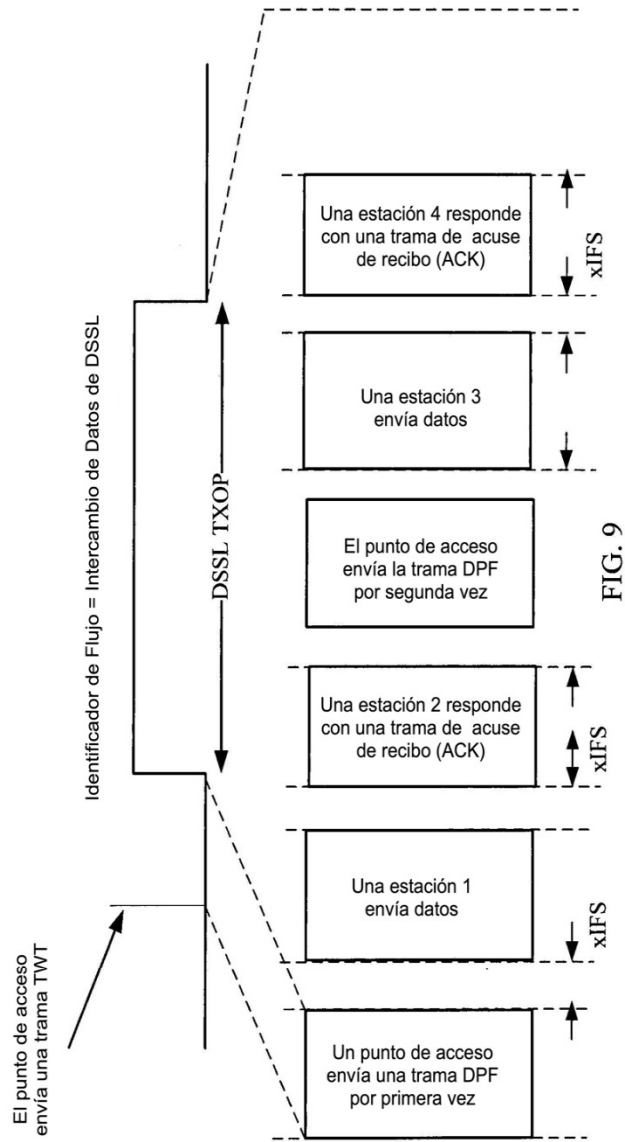 El punto de acceso
envía una trama TWT
Identificador de Flujo = Intercambio de Datos de DSSL
DSSL TXOP
Un punto de acceso
envía una trama DPF
por primera vez
xIFS
Una estación 1
envía datos
xIFS
Una estación 2 responde
con una trama de acuse
de recibo (ACK)
El punto de acceso
envía la trama DPF
por segunda vez
Una estación 3
envía datos
Una estación 4 responde
con una trama de acuse
de recibo (ACK)
xIFS
FIG. 9